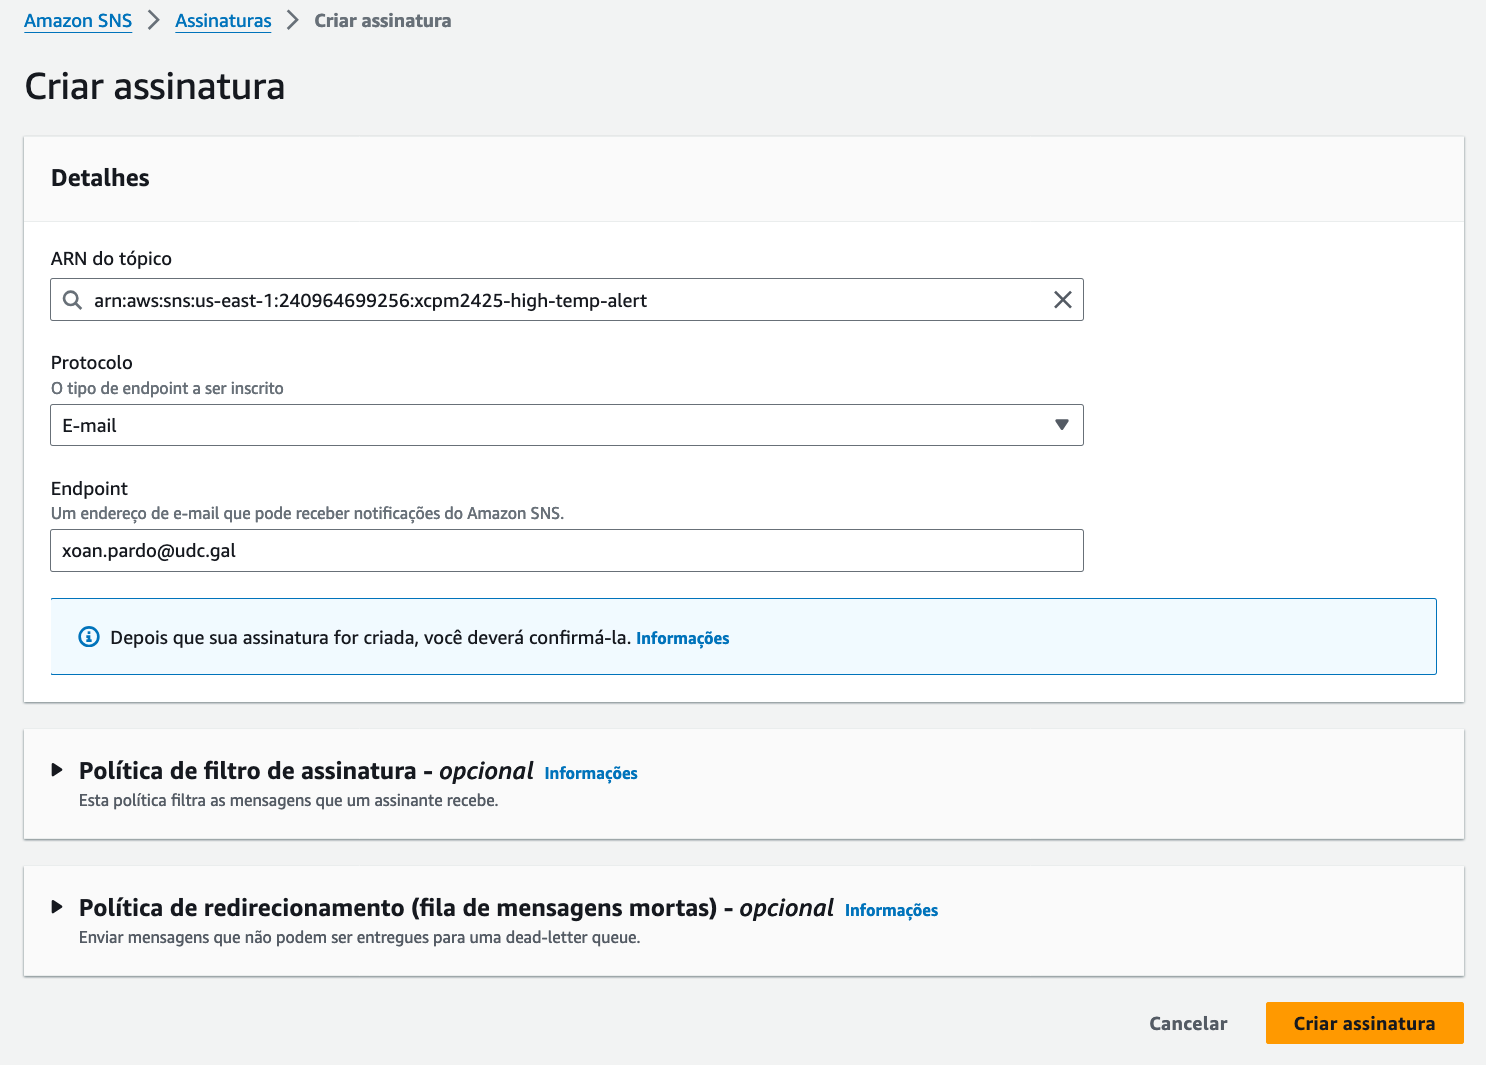 Amazon SNS > Assinaturas > Criar assinatura
Criar assinatura
Detalhes
ARN do tópico
arn:aws:sns:us-east-1:240964699256:xcpm2425-high-temp-alert
Protocolo
O tipo de endpoint a ser inscrito
E-mail
Endpoint
Um endereço de e-mail que pode receber notificações do Amazon SNS.
xoan.pardo@udc.gal
Depois que sua assinatura for criada, você deverá confirmá-la. Informações
Política de filtro de assinatura - opcional Informações
Esta política filtra as mensagens que um assinante recebe.
Política de redirecionamento (fila de mensagens mortas) - opcional Informações
Enviar mensagens que não podem ser entregues para uma dead-letter queue.
Cancelar Criar assinatura